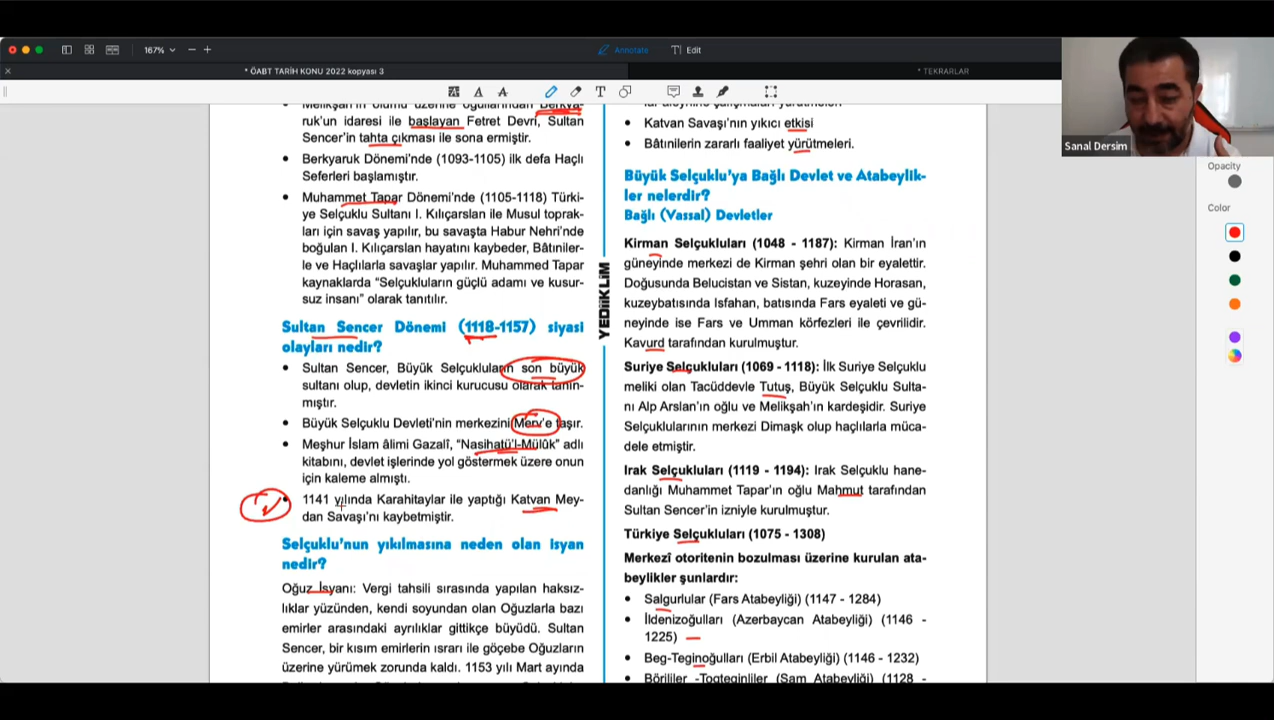 167%
Annotate
Edit
* ÖABT TARİH KONU 2022 kopyası 3
* TEKRARLAR
Sanal Dersim
Opacity
Color
Melikşah'ın ölümü üzerine oğullarından Berkya-
ruk'un idaresi ile başlayan Fetret Devri, Sultan
Sencer'in tahta çıkması ile sona ermiştir.
• Berkyaruk Dönemi'nde (1093-1105) ilk defa Haçlı
Seferleri başlamıştır.
• Muhammet Tapar Dönemi'nde (1105-1118) Türki-
ye Selçuklu Sultanı I. Kılıçarslan ile Musul toprak-
ları için savaş yapılır, bu savaşta Habur Nehri'nde
boğulan I. Kılıçarslan hayatını kaybeder, Bâtıniler-
le ve Haçlılarla savaşlar yapılır. Muhammed Tapar
kaynaklarda “Selçukluların güçlü adamı ve kusur-
suz insanı” olarak tanıtılır.
Sultan Sencer Dönemi (1118-1157) siyasi
olayları nedir?
• Sultan Sencer, Büyük Selçukluların son büyük
sultanı olup, devletin ikinci kurucusu olarak tanın-
mıştır.
• Büyük Selçuklu Devleti'nin merkezini Merv'e taşır.
• Meşhur İslam âlimi Gazalî, “Nasihatü'l-Mülûk” adlı
kitabını, devlet işlerinde yol göstermek üzere onun
için kaleme almıştı.
• 1141 yılında Karahitaylar ile yaptığı Katvan Mey-
dan Savaşı'nı kaybetmiştir.
Selçuklu'nun yıkılmasına neden olan isyan
nedir?
Oğuz İsyanı: Vergi tahsili sırasında yapılan haksız-
lıklar yüzünden, kendi soyundan olan Oğuzlarla bazı
emirler arasındaki ayrılıklar gittikçe büyüdü. Sultan
Sencer, bir kısım emirlerin ısrarı ile göçebe Oğuzların
üzerine yürümek zorunda kaldı. 1153 yılı Mart ayında
YEDİİKLİM
• Katvan Savaşı'nın yıkıcı etkisi
• Bâtınilerin zararlı faaliyet yürütmeleri.
Büyük Selçuklu'ya Bağlı Devlet ve Atabeylik-
ler nelerdir?
Bağlı (Vassal) Devletler
Kirman Selçukluları (1048 - 1187): Kirman İran'ın
güneyinde merkezi de Kirman şehri olan bir eyalettir.
Doğusunda Belucistan ve Sistan, kuzeyinde Horasan,
kuzeybatısında Isfahan, batısında Fars eyaleti ve gü-
neyinde ise Fars ve Umman körfezleri ile çevrilidir.
Kavurd tarafından kurulmuştur.
Suriye Selçukluları (1069 - 1118): İlk Suriye Selçuklu
meliki olan Tacüddevle Tutuş, Büyük Selçuklu Sulta-
nı Alp Arslan'ın oğlu ve Melikşah'ın kardeşidir. Suriye
Selçuklularının merkezi Dimaşk olup haçlılarla müca-
dele etmiştir.
Irak Selçukluları (1119 - 1194): Irak Selçuklu hane-
danlığı Muhammet Tapar'ın oğlu Mahmut tarafından
Sultan Sencer'in izniyle kurulmuştur.
Türkiye Selçukluları (1075 - 1308)
Merkezî otoritenin bozulması üzerine kurulan ata-
beylikler şunlardır:
• Salgurlular (Fars Atabeyliği) (1147 - 1284)
• İldenizoğulları (Azerbaycan Atabeyliği) (1146 -
1225)
• Beg-Teginoğulları (Erbil Atabeyliği) (1146 - 1232)
• Börililer -Togteginliler (Şam Atabeyliği) (1128 -